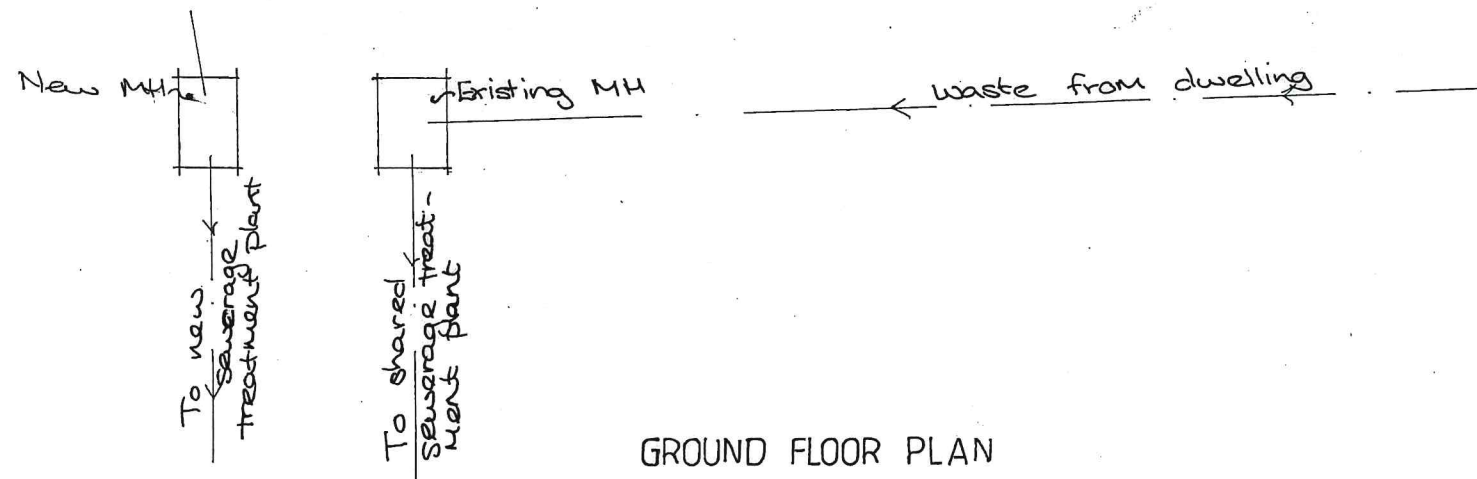 New MH
Existing MH
waste from dwelling
To new
sewerage
treatment plant
To shared
sewerage treat-
ment plant
GROUND FLOOR PLAN